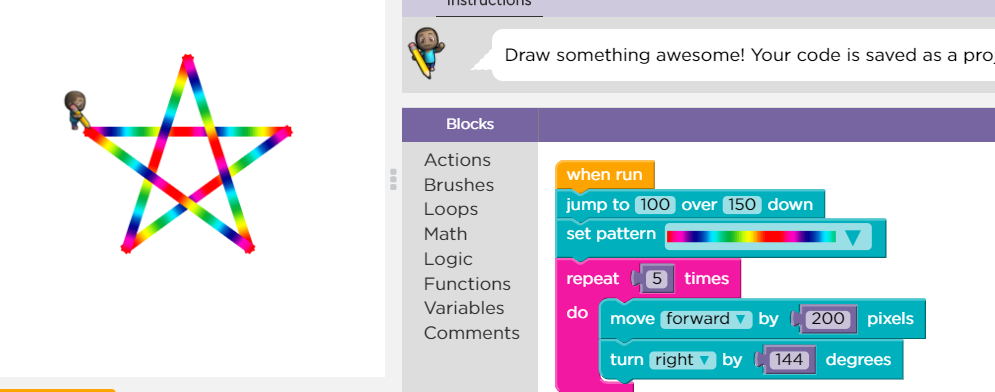 Instructions
Draw something awesome! Your code is saved as a pro
Blocks
Actions
Brushes
Loops
Math
Logic
Functions
Variables
Comments
when run
jump to 100 over 150 down
set pattern
repeat 5 times
do
move forward by 200 pixels
turn right by 144 degrees